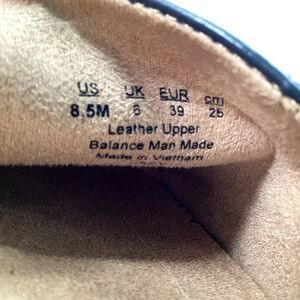 US UK EUR cm
8.5M 6 39 25
Leather Upper
Balance Man Made
Made in Vietnam